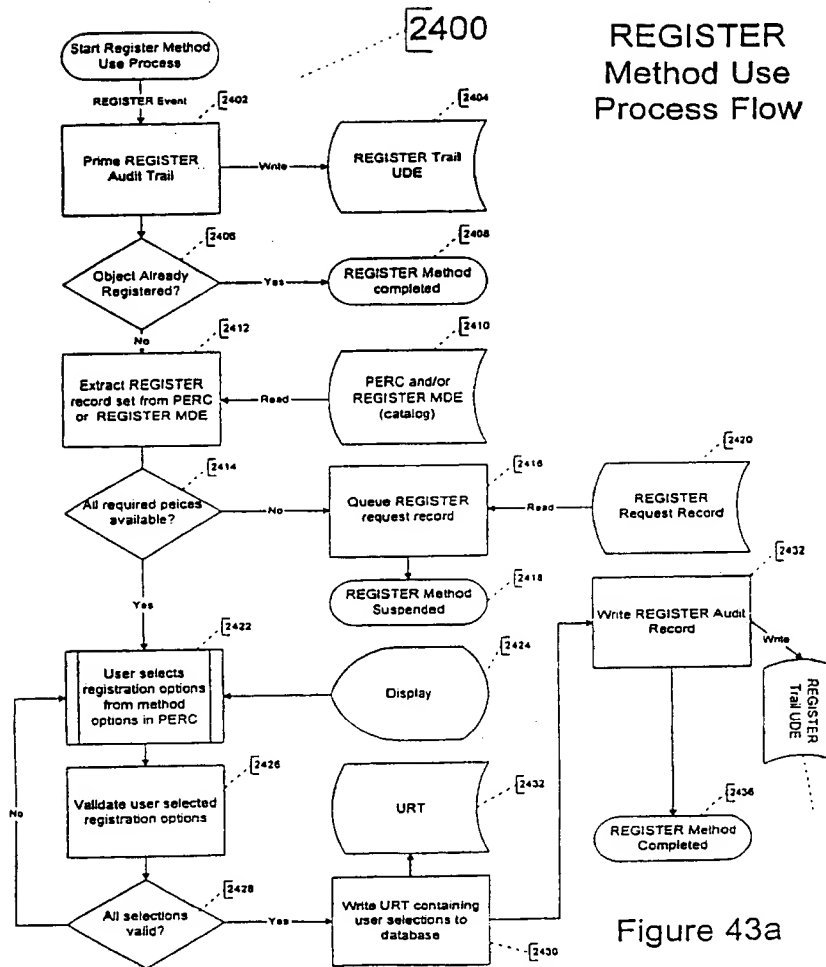 2400
REGISTER
Method Use
Process Flow
Start Register Method
Use Process
REGISTER Event
2402
Prime REGISTER
Audit Trail
Write
2404
REGISTER Trail
UDE
2406
Object Already
Registered?
Yes
2408
REGISTER Method
completed
No
2412
Extract REGISTER
record set from PERC
or REGISTER MDE
Read
2410
PERC and/or
REGISTER MDE
(catalog)
2414
All required peices
available?
No
2416
Queue REGISTER
request record
Read
2420
REGISTER
Request Record
2418
REGISTER Method
Suspended
Yes
2422
User selects
registration options
from method
options in PERC
2424
Display
2426
Validate user selected
registration options
No
2428
All selections
valid?
Yes
2430
Write URT containing
user selections to
database
2432
URT
2432
Write REGISTER Audit
Record
Write
REGISTER
Trail UDE
2436
REGISTER Method
Completed
Figure 43a